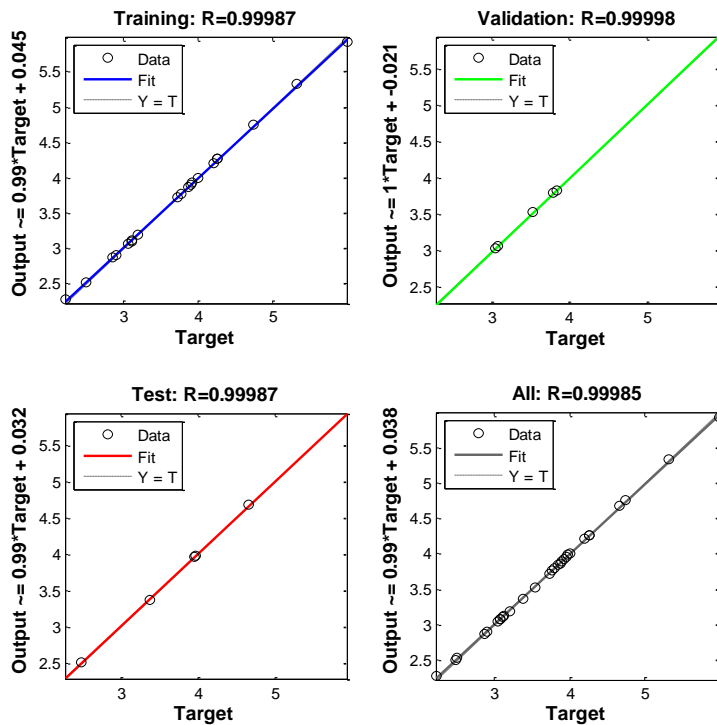 Training: R=0.99987
Output ~= 0.99*Target + 0.045
5.5
5
4.5
4
3.5
3
2.5
Data
Fit
Y = T
3
4
5
Target
Validation: R=0.99998
Output ~= 1*Target + -0.021
5.5
5
4.5
4
3.5
3
2.5
Data
Fit
Y = T
3
4
5
Target
Test: R=0.99987
Output ~= 0.99*Target + 0.032
5.5
5
4.5
4
3.5
3
2.5
Data
Fit
Y = T
3
4
5
Target
All: R=0.99985
Output ~= 0.99*Target + 0.038
5.5
5
4.5
4
3.5
3
2.5
Data
Fit
Y = T
3
4
5
Target